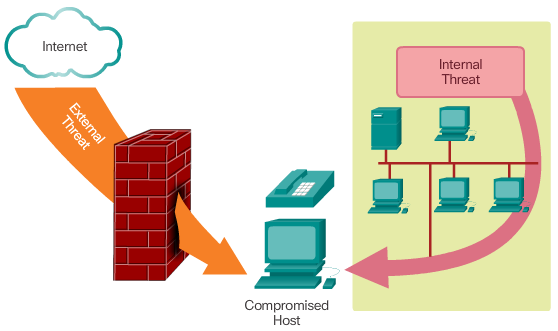 Internet
External
Threat
Internal
Threat
Compromised
Host